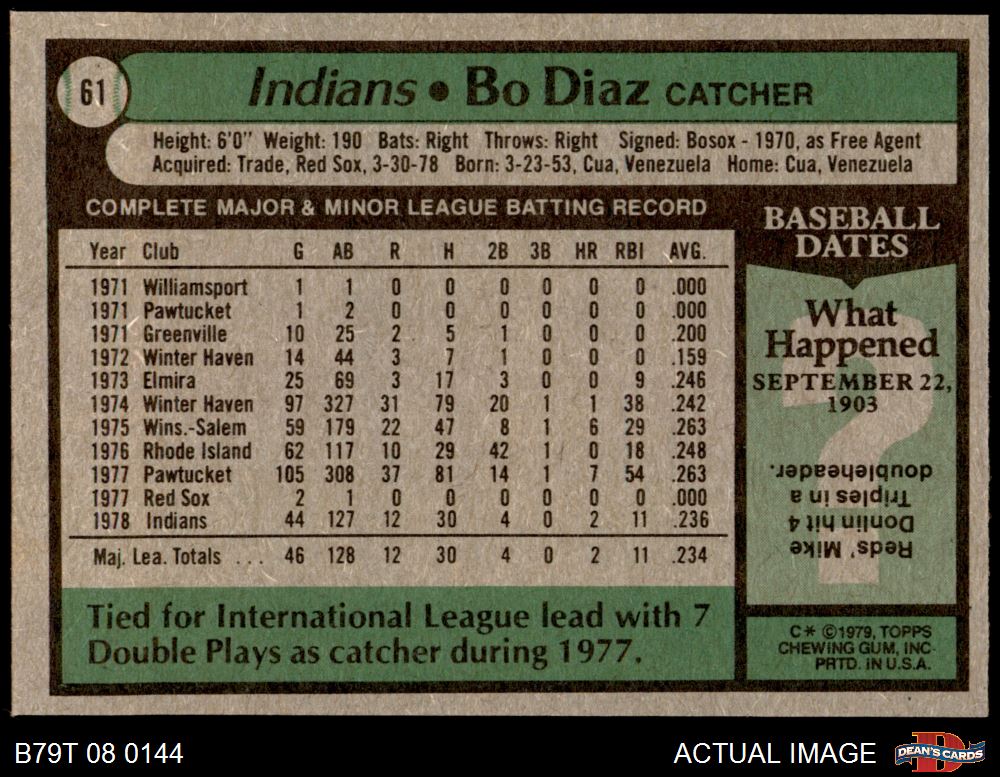 61
Indians • Bo Diaz CATCHER
Height: 6'0" Weight: 190 Bats: Right Throws: Right Signed: Bosox - 1970, as Free Agent
Acquired: Trade, Red Sox, 3-30-78 Born: 3-23-53, Cua, Venezuela Home: Cua, Venezuela
COMPLETE MAJOR & MINOR LEAGUE BATTING RECORD
Year Club G AB R H 2B 3B HR RBI AVG.
1971 Williamsport 1 1 0 0 0 0 0 0 .000
1971 Pawtucket 1 2 0 0 0 0 0 0 .000
1971 Greenville 10 25 2 5 1 0 0 0 .200
1972 Winter Haven 14 44 3 7 1 0 0 0 .159
1973 Elmira 25 69 3 17 3 0 0 9 .246
1974 Winter Haven 97 327 31 79 20 1 1 38 .242
1975 Wins.-Salem 59 179 22 47 8 1 6 29 .263
1976 Rhode Island 62 117 10 29 42 1 0 18 .248
1977 Pawtucket 105 308 37 81 14 1 7 54 .263
1977 Red Sox 2 1 0 0 0 0 0 0 .000
1978 Indians 44 127 12 30 4 0 2 11 .236
Maj. Lea. Totals ... 46 128 12 30 4 0 2 11 .234
Tied for International League lead with 7
Double Plays as catcher during 1977.
BASEBALL
DATES
What
Happened
SEPTEMBER 22,
1903
?
Reds' Mike
Donlin hit 4
Triples in a
doubleheader.
C* ©1979, TOPPS
CHEWING GUM, INC.
PRTD. IN U.S.A.
B79T 08 0144
ACTUAL IMAGE
D
DEAN'S CARDS